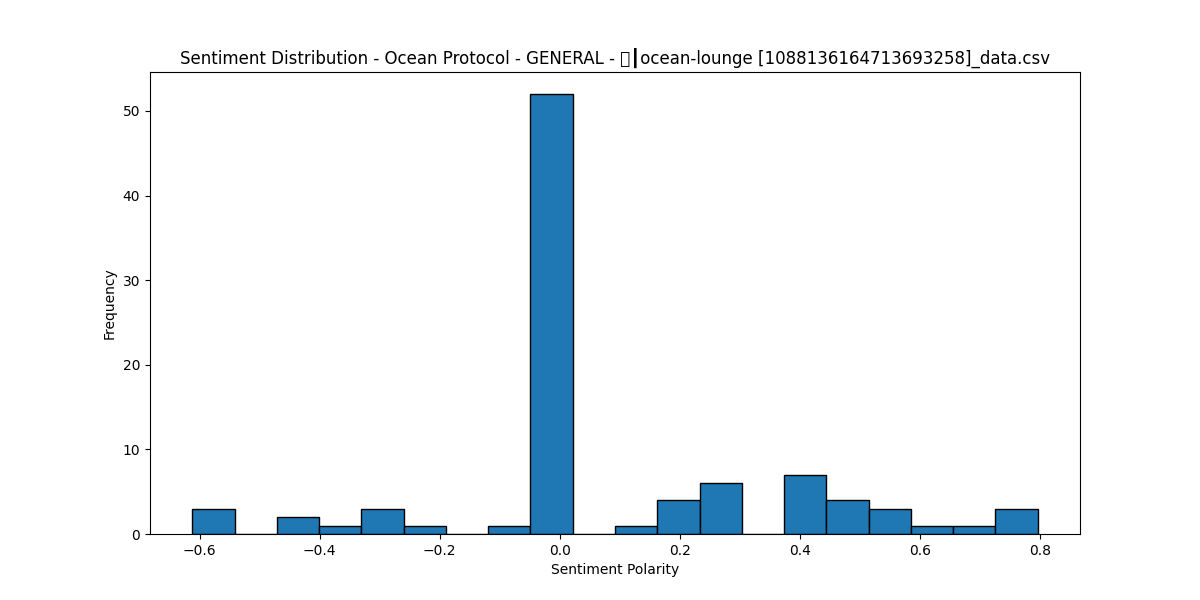 Sentiment Distribution - Ocean Protocol - GENERAL - ▯┃ocean-lounge [1088136164713693258]_data.csv
Frequency
50
40
30
20
10
0
−0.6 −0.4 −0.2 0.0 0.2 0.4 0.6 0.8
Sentiment Polarity